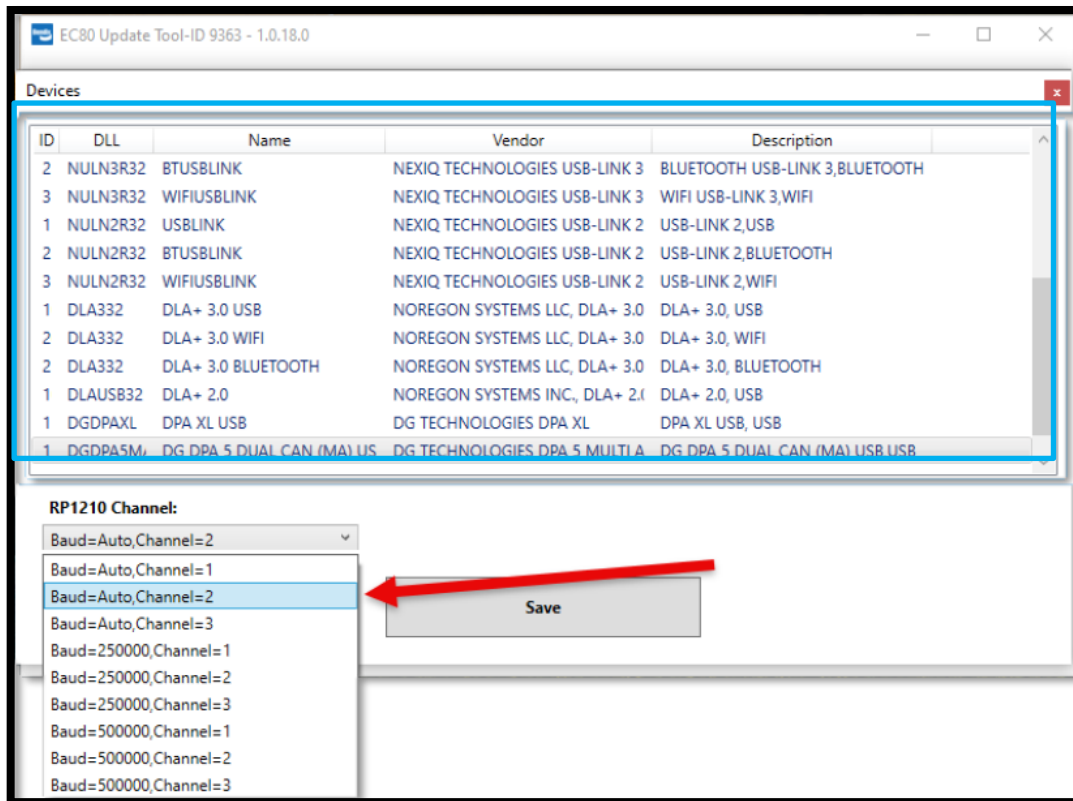 EC80 Update Tool-ID 9363 - 1.0.18.0
Devices
ID DLL Name Vendor Description
2 NULN3R32 BTUSBLINK NEXIQ TECHNOLOGIES USB-LINK 3 BLUETOOTH USB-LINK 3,BLUETOOTH
3 NULN3R32 WIFIUSBLINK NEXIQ TECHNOLOGIES USB-LINK 3 WIFI USB-LINK 3,WIFI
1 NULN2R32 USBLINK NEXIQ TECHNOLOGIES USB-LINK 2 USB-LINK 2,USB
2 NULN2R32 BTUSBLINK NEXIQ TECHNOLOGIES USB-LINK 2 USB-LINK 2,BLUETOOTH
3 NULN2R32 WIFIUSBLINK NEXIQ TECHNOLOGIES USB-LINK 2 USB-LINK 2,WIFI
1 DLA332 DLA+ 3.0 USB NOREGON SYSTEMS LLC, DLA+ 3.0 DLA+ 3.0, USB
2 DLA332 DLA+ 3.0 WIFI NOREGON SYSTEMS LLC, DLA+ 3.0 DLA+ 3.0, WIFI
2 DLA332 DLA+ 3.0 BLUETOOTH NOREGON SYSTEMS LLC, DLA+ 3.0 DLA+ 3.0, BLUETOOTH
1 DLAUSB32 DLA+ 2.0 NOREGON SYSTEMS INC., DLA+ 2.( DLA+ 2.0, USB
1 DGDPAXL DPA XL USB DG TECHNOLOGIES DPA XL DPA XL USB, USB
1 DGDPA5M DG DPA 5 DUAL CAN (MA) US DG TECHNOLOGIES DPA 5 MULTI A DG DPA 5 DUAL CAN (MA) USB,USB
RP1210 Channel:
Baud=Auto,Channel=2
Baud=Auto,Channel=1
Baud=Auto,Channel=2
Baud=Auto,Channel=3
Save
Baud=250000,Channel=1
Baud=250000,Channel=2
Baud=250000,Channel=3
Baud=500000,Channel=1
Baud=500000,Channel=2
Baud=500000,Channel=3